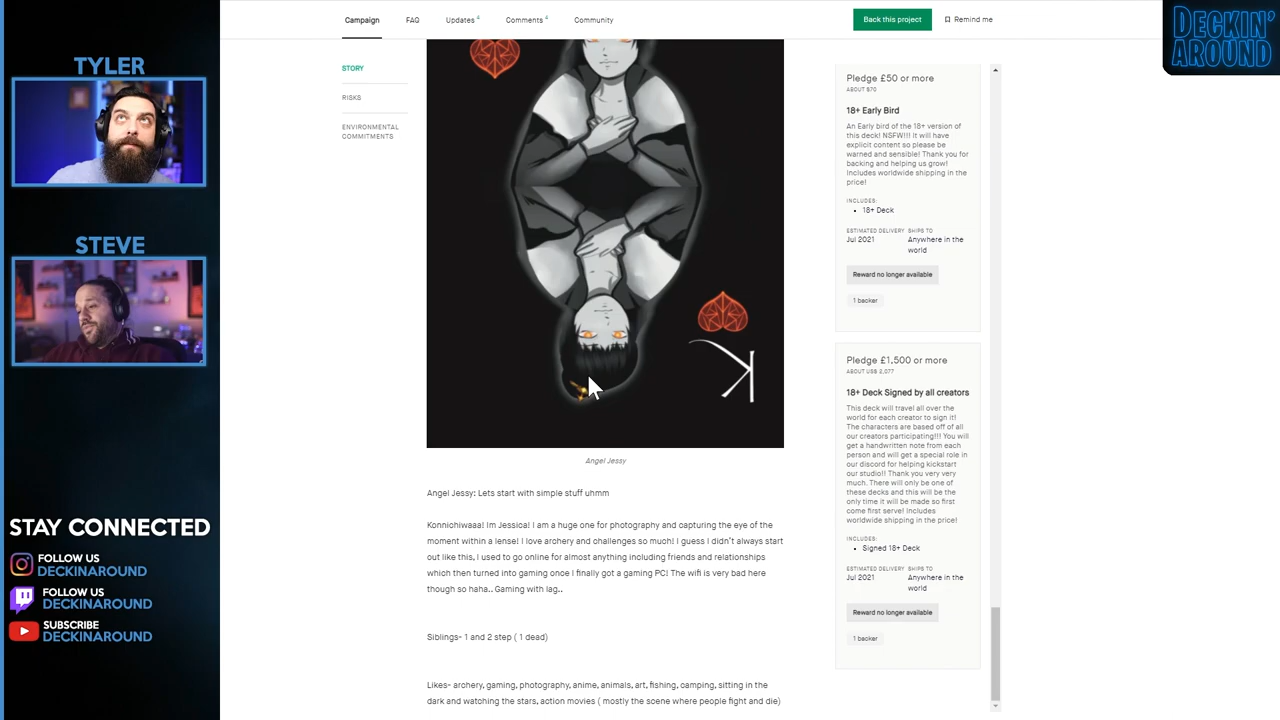 TYLER
STEVE
STAY CONNECTED
FOLLOW US
DECKINAROUND
FOLLOW US
DECKINAROUND
SUBSCRIBE
DECKINAROUND
Campaign
FAQ
Updates 4
Comments 6
Community
Back this project
Remind me
DECKIN'
AROUND
STORY
RISKS
ENVIRONMENTAL
COMMITMENTS
K
Angel Jessy
Angel Jessy: Lets start with simple stuff uhmm
Konnichiwaaa! Im Jessica! I am a huge one for photography and capturing the eye of the
moment within a lense! I love archery and challenges so much! I guess I didn't always start
out like this, I used to go online for almost anything including friends and relationships
which then turned into gaming once I finally got a gaming PC! The wifi is very bad here
though so haha.. Gaming with lag..
Siblings- 1 and 2 step ( 1 dead)
Likes- archery, gaming, photography, anime, animals, art, fishing, camping, sitting in the
dark and watching the stars, action movies ( mostly the scene where people fight and die)
Pledge £50 or more
ABOUT $70
18+ Early Bird
An Early bird of the 18+ version of
this deck! NSFW!!! It will have
explicit content so please be
warned and sensible! Thank you for
backing and helping us grow!
Includes worldwide shipping in the
price!
INCLUDES:
18+ Deck
ESTIMATED DELIVERY
Jul 2021
SHIPS TO
Anywhere in the
world
Reward no longer available
1 backer
Pledge £1,500 or more
ABOUT US$ 2,077
18+ Deck Signed by all creators
This deck will travel all over the
world for each creator to sign it!
The characters are based off of all
our creators participating!!! You will
get a handwritten note from each
person and will get a special role in
our discord for helping kickstart
our studio!! Thank you very very
much. There will only be one of
these decks and this will be the
only time it will be made so first
come first serve! Includes
worldwide shipping in the price!
INCLUDES:
Signed 18+ Deck
ESTIMATED DELIVERY
Jul 2021
SHIPS TO
Anywhere in the
world
Reward no longer available
1 backer